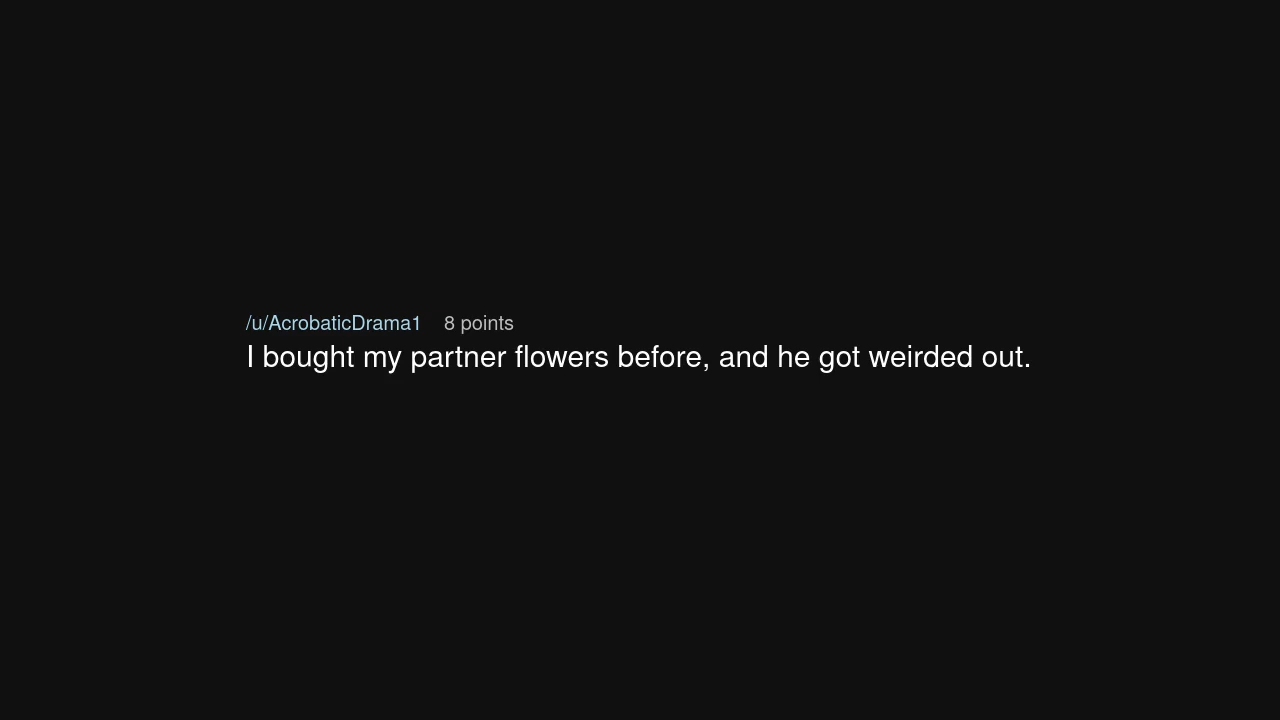 /u/AcrobaticDrama1 8 points
I bought my partner flowers before, and he got weirded out.